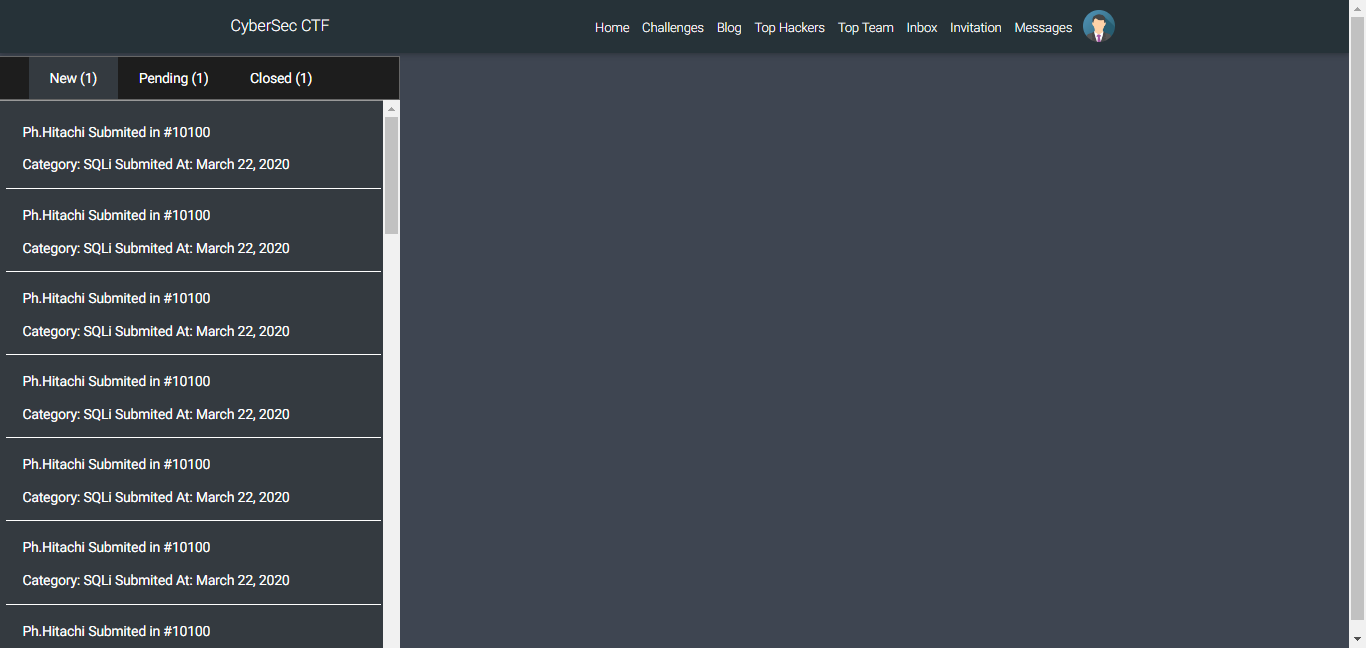 CyberSec CTF
Home Challenges Blog Top Hackers Top Team Inbox Invitation Messages
New (1) Pending (1) Closed (1)
Ph.Hitachi Submited in #10100
Category: SQLi Submited At: March 22, 2020
Ph.Hitachi Submited in #10100
Category: SQLi Submited At: March 22, 2020
Ph.Hitachi Submited in #10100
Category: SQLi Submited At: March 22, 2020
Ph.Hitachi Submited in #10100
Category: SQLi Submited At: March 22, 2020
Ph.Hitachi Submited in #10100
Category: SQLi Submited At: March 22, 2020
Ph.Hitachi Submited in #10100
Category: SQLi Submited At: March 22, 2020
Ph.Hitachi Submited in #10100